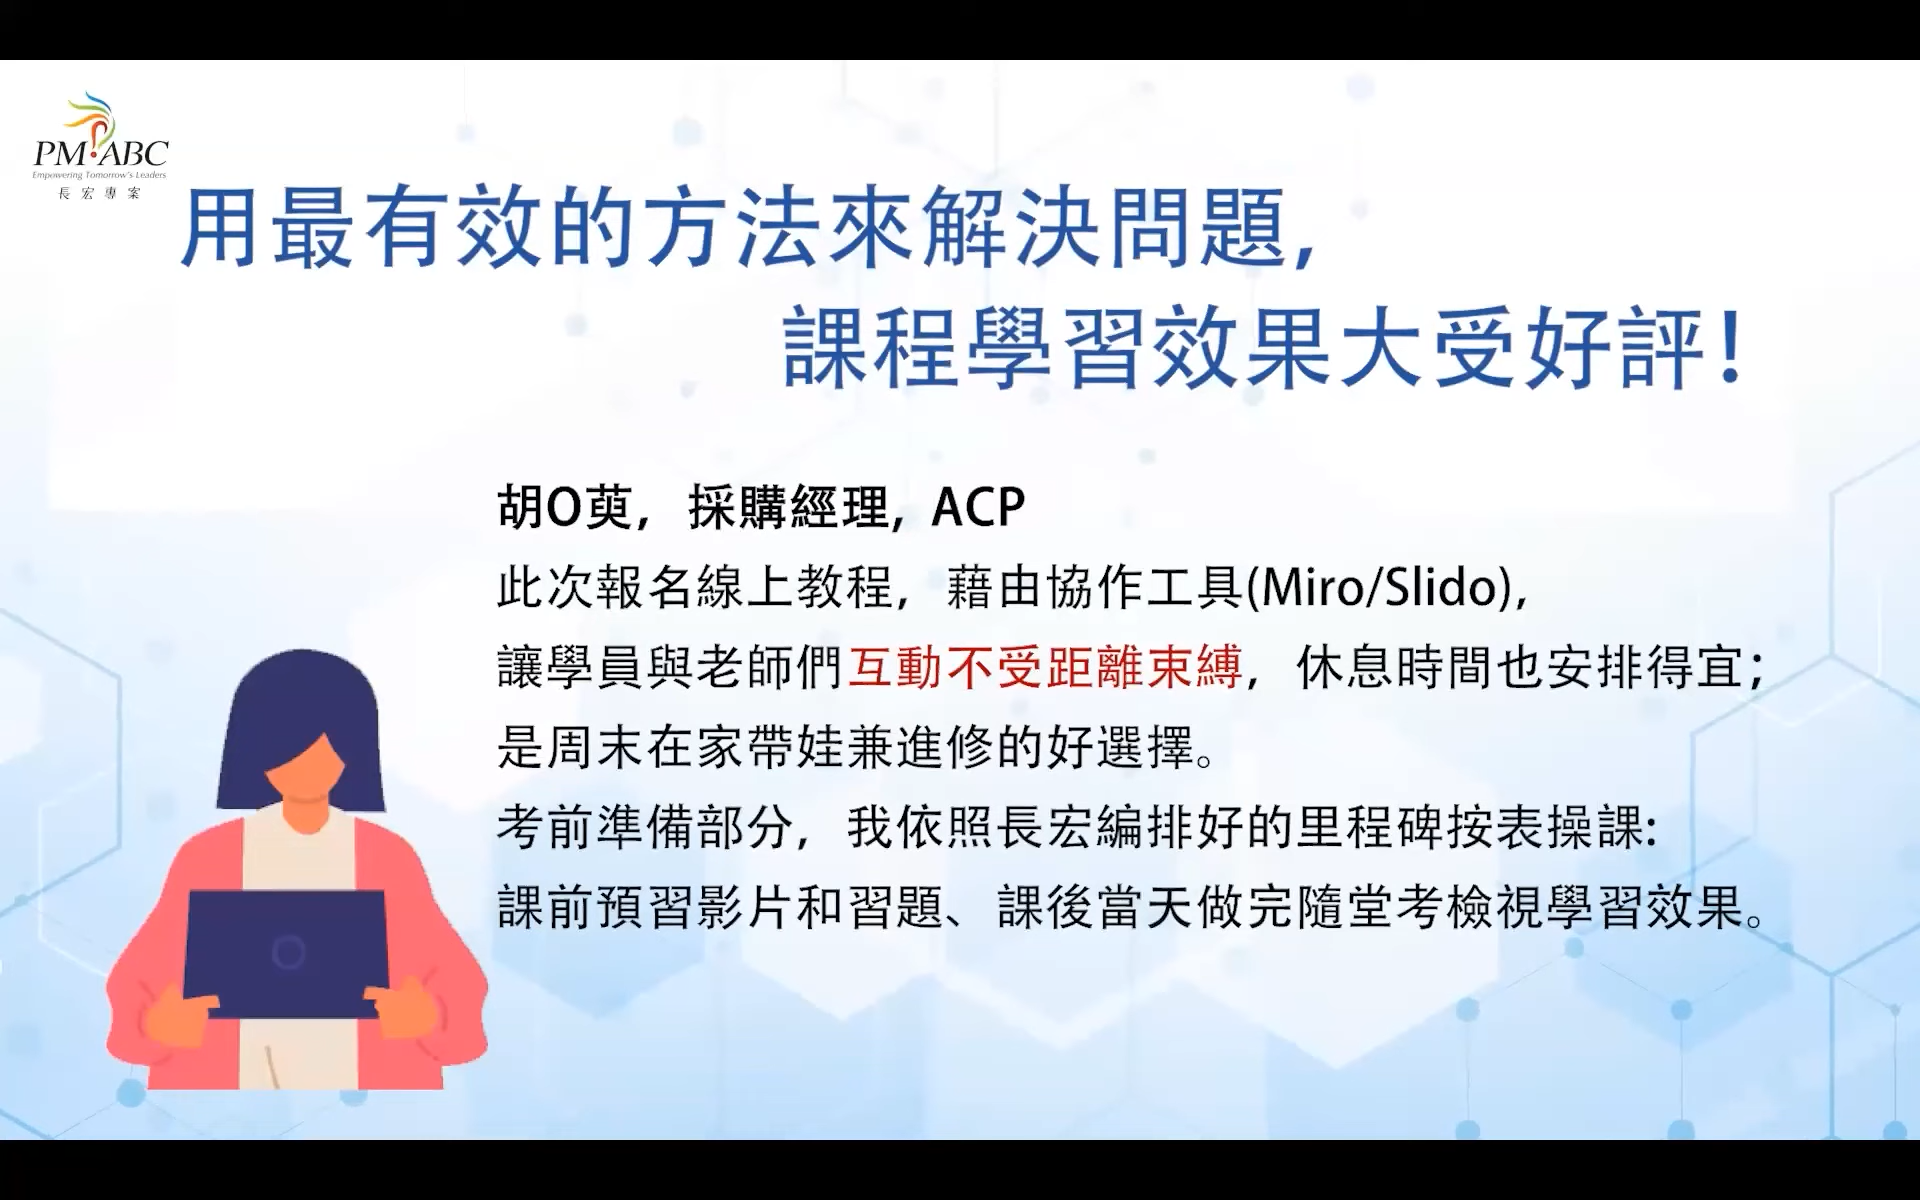 PM ABC
Empowering Tomorrow's Leaders
長宏專案
用最有效的方法來解決問題,
課程學習效果大受好評!
胡O萸, 採購經理, ACP
此次報名線上教程, 藉由協作工具(Miro/Slido),
讓學員與老師們互動不受距離束縛, 休息時間也安排得宜;
是周末在家帶娃兼進修的好選擇。
考前準備部分, 我依照長宏編排好的里程碑按表操課:
課前預習影片和習題、課後當天做完隨堂考檢視學習效果。